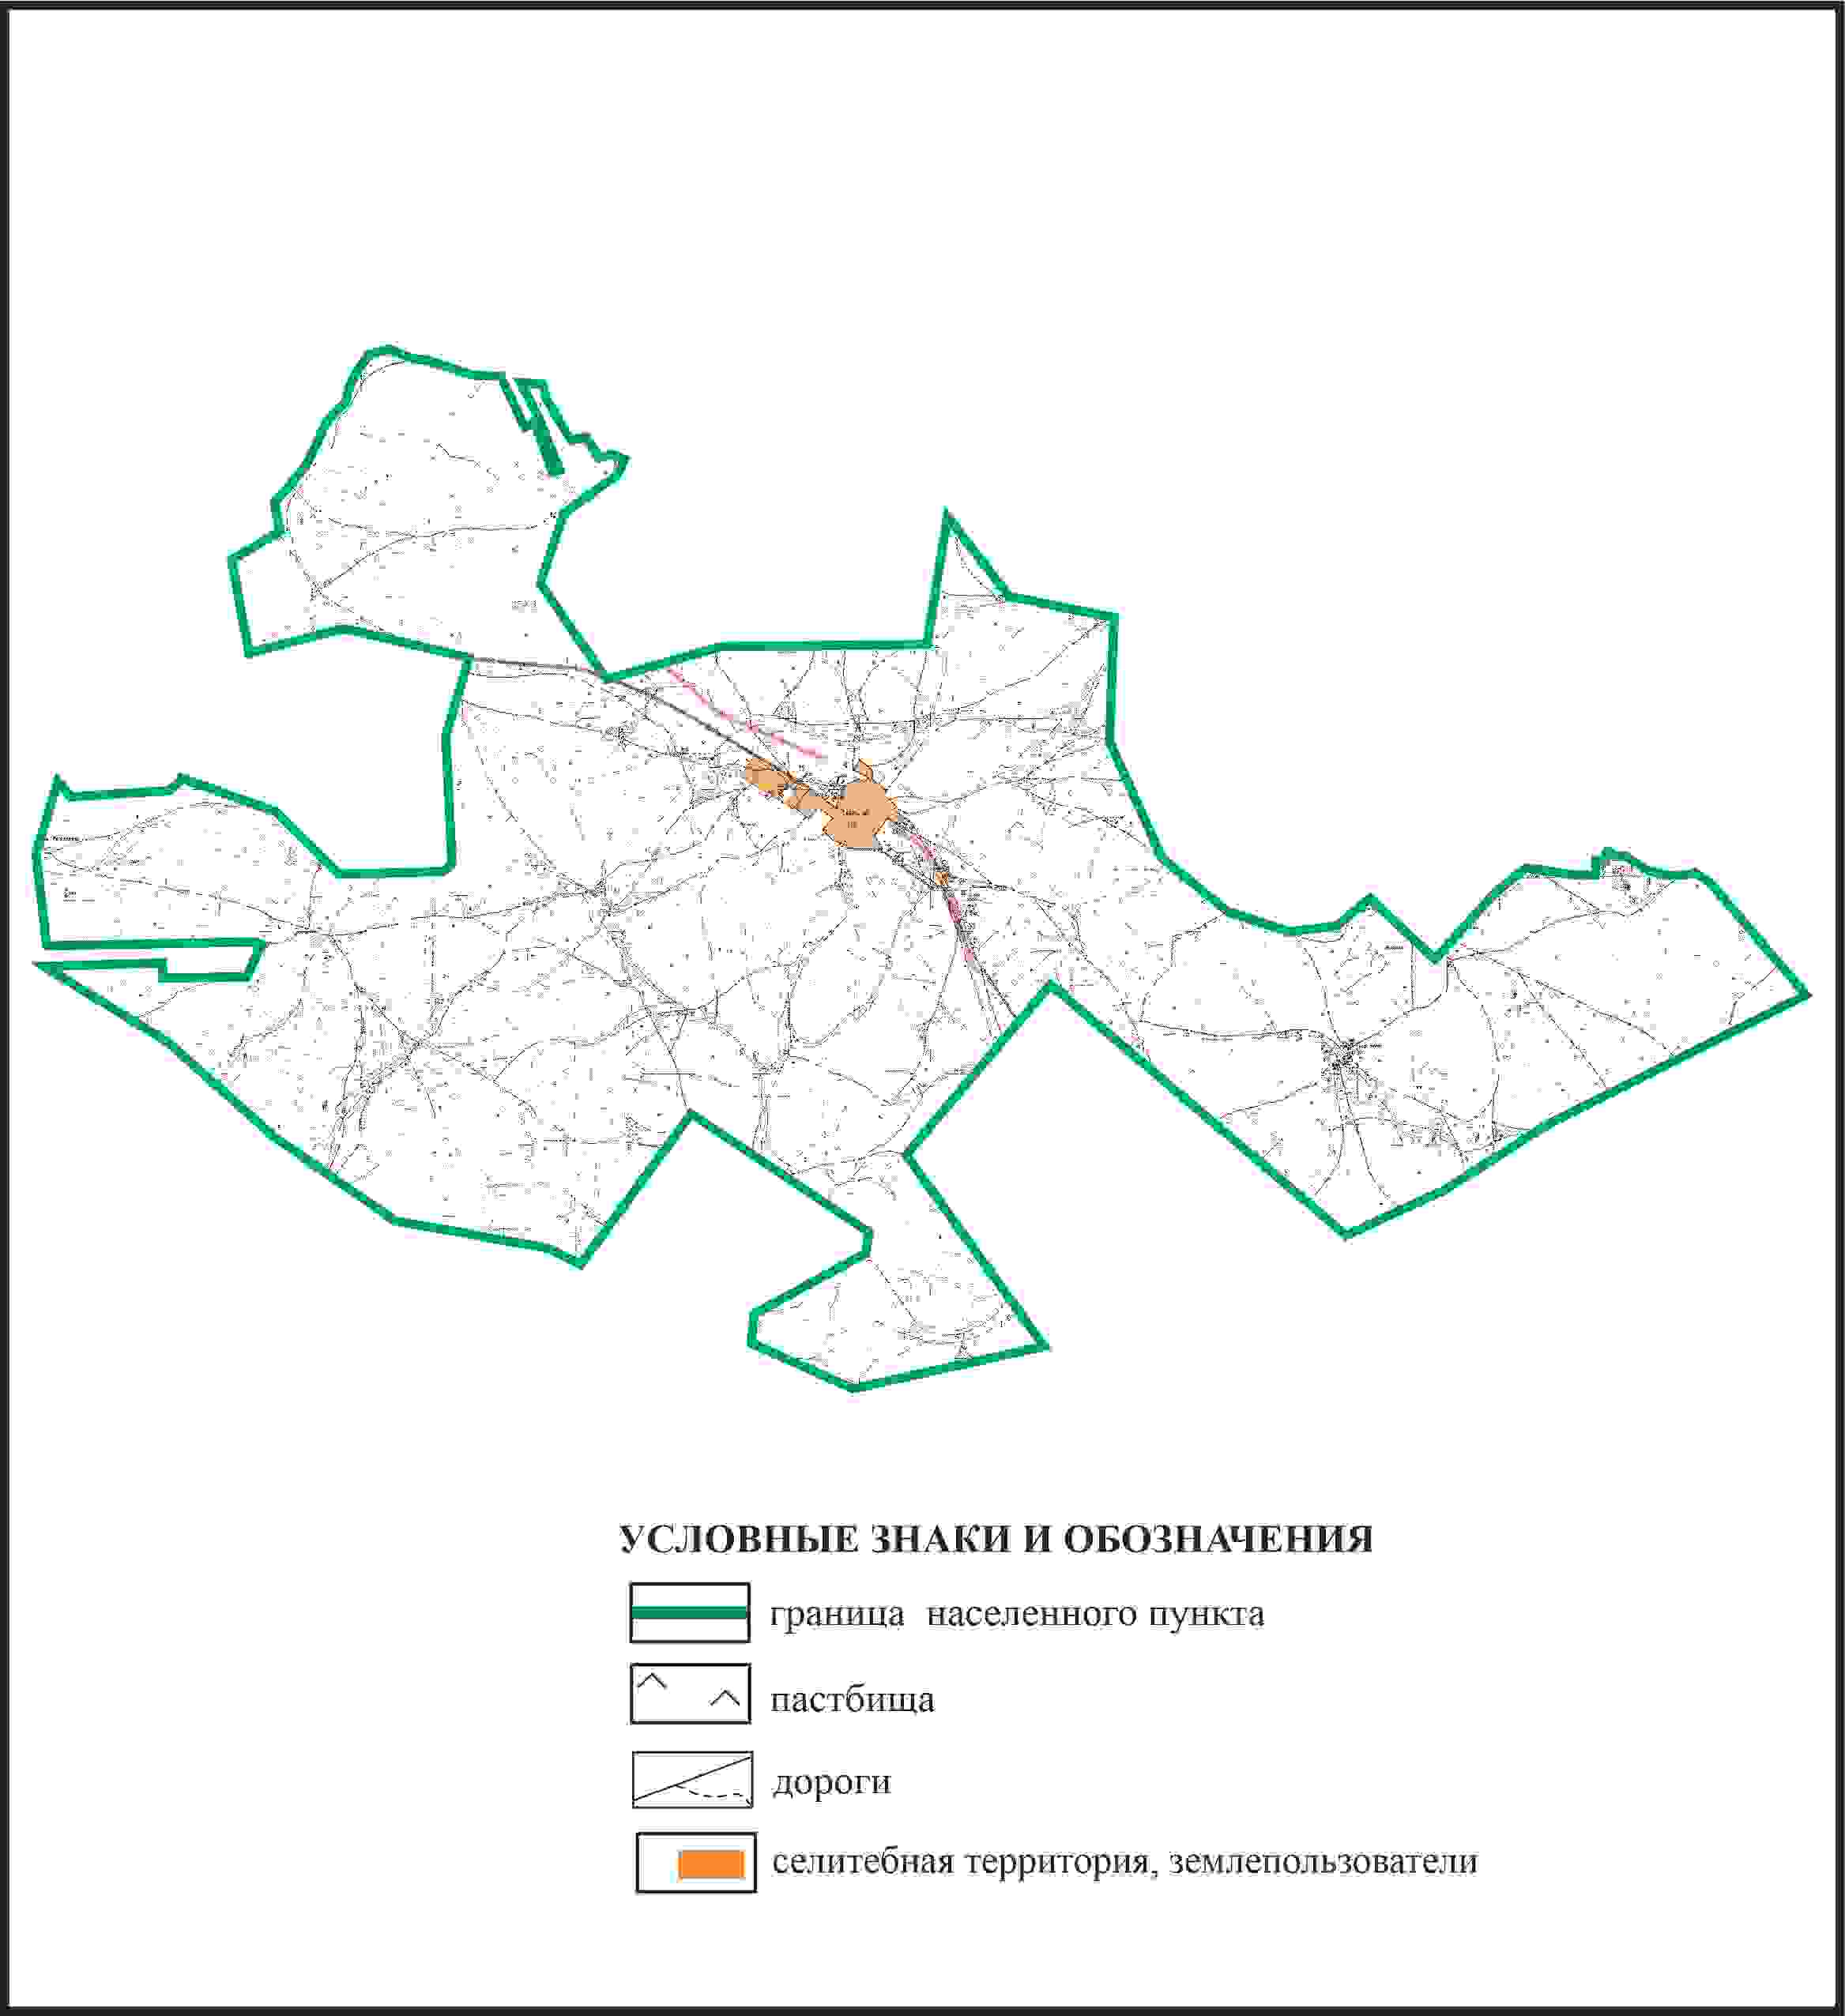 УСЛОВНЫЕ ЗНАКИ И ОБОЗНАЧЕНИЯ
граница населенного пункта
пастбища
дороги
селитебная территория, землепользователи